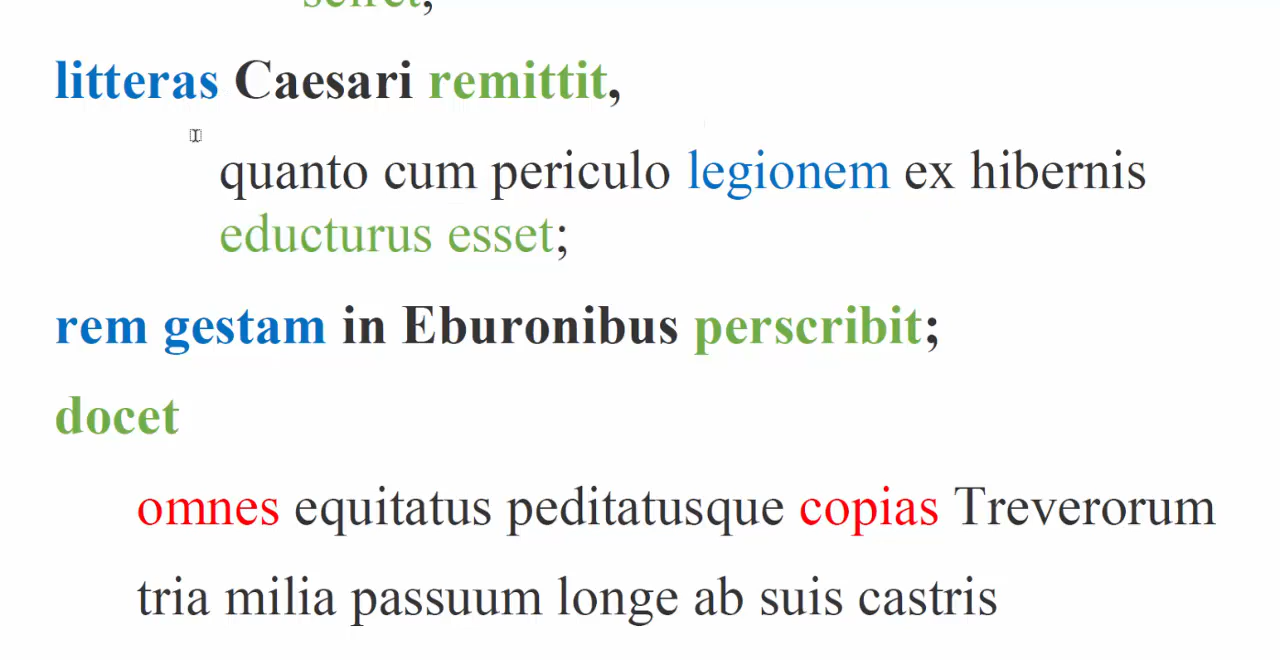 sciret,
litteras Caesari remittit,
quanto cum periculo legionem ex hibernis
educturus esset;
rem gestam in Eburonibus perscribit;
docet
omnes equitatus peditatusque copias Treverorum
tria milia passuum longe ab suis castris